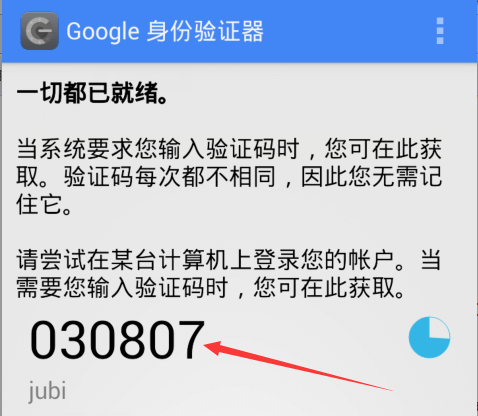 Google 身份验证器
一切都已就绪。
当系统要求您输入验证码时，您可在此获
取。验证码每次都不相同，因此您无需记
住它。
请尝试在某台计算机上登录您的帐户。当
需要您输入验证码时，您可在此获取。
030807
jubi